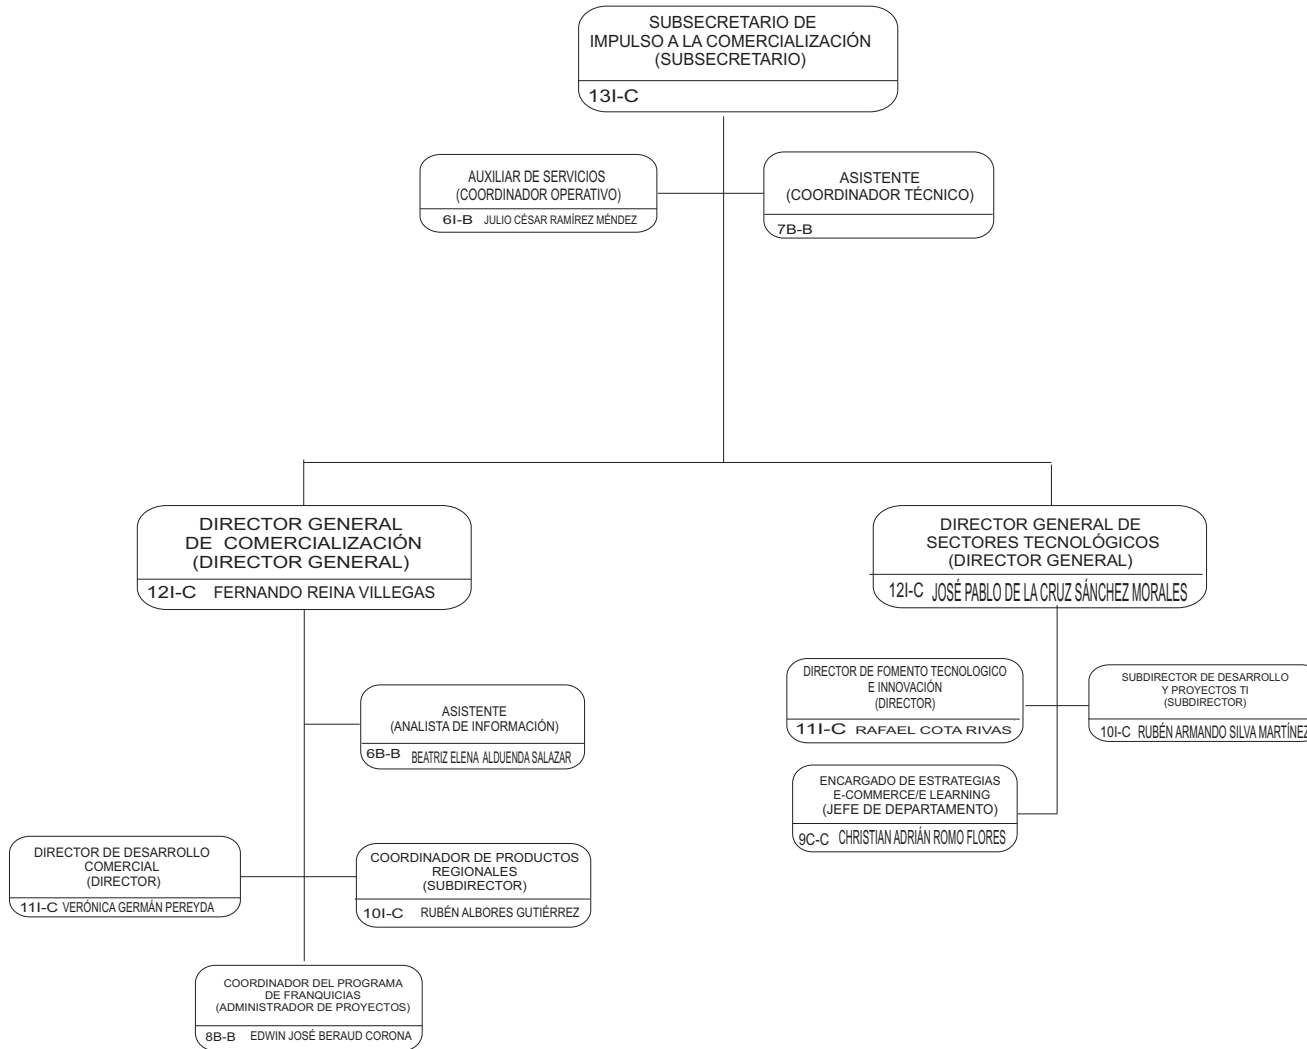 SUBSECRETARIO DE
IMPULSO A LA COMERCIALIZACIÓN
(SUBSECRETARIO)
13I-C
AUXILIAR DE SERVICIOS
(COORDINADOR OPERATIVO)
6I-B JULIO CÉSAR RAMÍREZ MÉNDEZ
ASISTENTE
(COORDINADOR TÉCNICO)
7B-B
DIRECTOR GENERAL
DE COMERCIALIZACIÓN
(DIRECTOR GENERAL)
12I-C FERNANDO REINA VILLEGAS
DIRECTOR GENERAL DE
SECTORES TECNOLÓGICOS
(DIRECTOR GENERAL)
12I-C JOSÉ PABLO DE LA CRUZ SÁNCHEZ MORALES
ASISTENTE
(ANALISTA DE INFORMACIÓN)
6B-B BEATRIZ ELENA ALDUENDA SALAZAR
DIRECTOR DE FOMENTO TECNOLOGICO
E INNOVACIÓN
(DIRECTOR)
11I-C RAFAEL COTA RIVAS
SUBDIRECTOR DE DESARROLLO
Y PROYECTOS TI
(SUBDIRECTOR)
10I-C RUBÉN ARMANDO SILVA MARTÍNEZ
ENCARGADO DE ESTRATEGIAS
E-COMMERCE/E LEARNING
(JEFE DE DEPARTAMENTO)
9C-C CHRISTIAN ADRIÁN ROMO FLORES
DIRECTOR DE DESARROLLO
COMERCIAL
(DIRECTOR)
11I-C VERÓNICA GERMÁN PEREYDA
COORDINADOR DE PRODUCTOS
REGIONALES
(SUBDIRECTOR)
10I-C RUBÉN ALBORES GUTIÉRREZ
COORDINADOR DEL PROGRAMA
DE FRANQUICIAS
(ADMINISTRADOR DE PROYECTOS)
8B-B EDWIN JOSÉ BERAUD CORONA